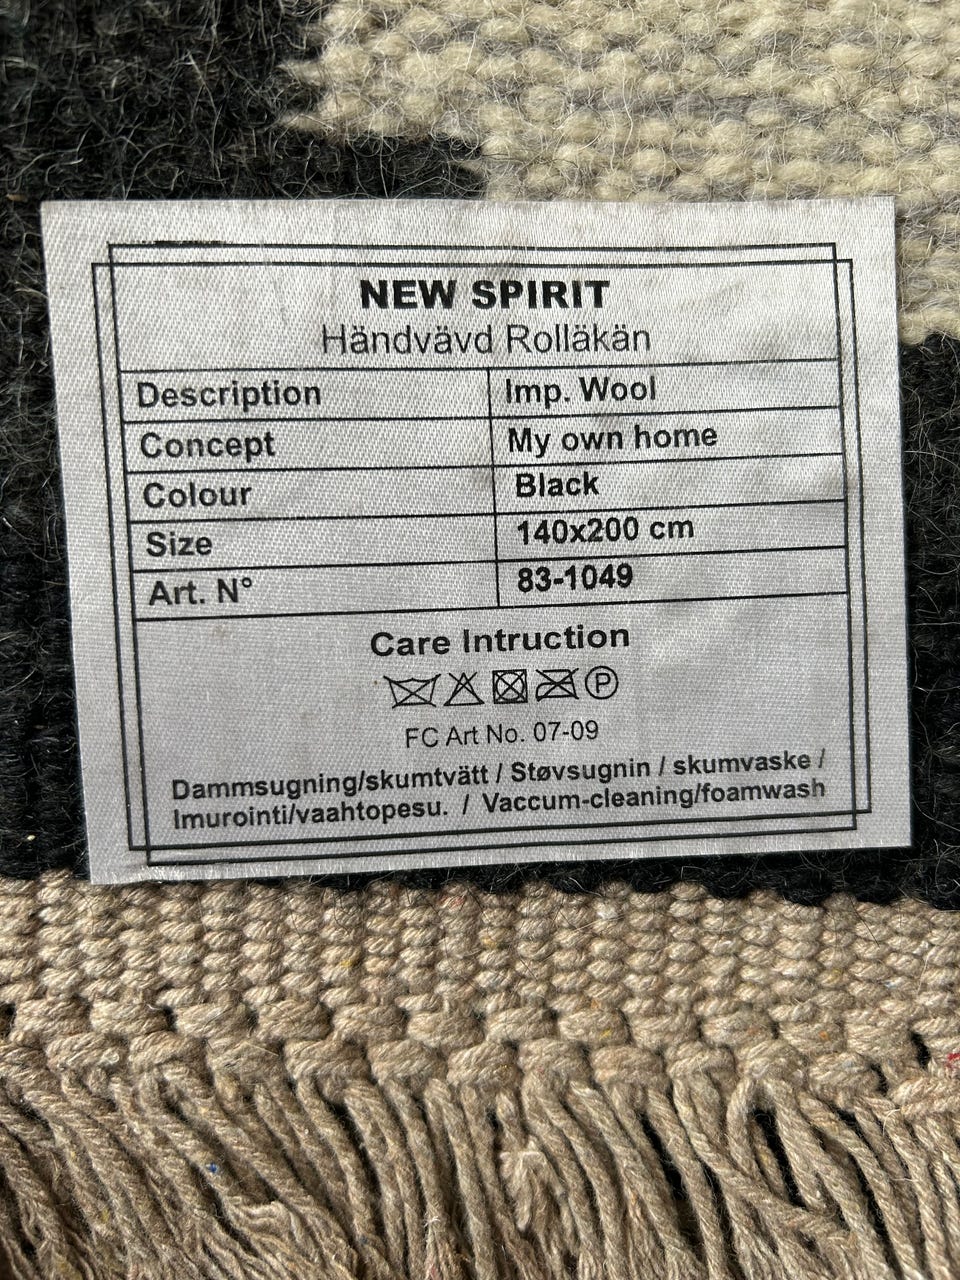 NEW SPIRIT
Händvävd Rolläkän
Description Imp. Wool
Concept My own home
Colour Black
Size 140x200 cm
Art. N° 83-1049
Care Intruction
P
FC Art No. 07-09
Dammsugning/skumtvätt / Støvsugnin / skumvaske /
Imurointi/vaahtopesu. / Vaccum-cleaning/foamwash